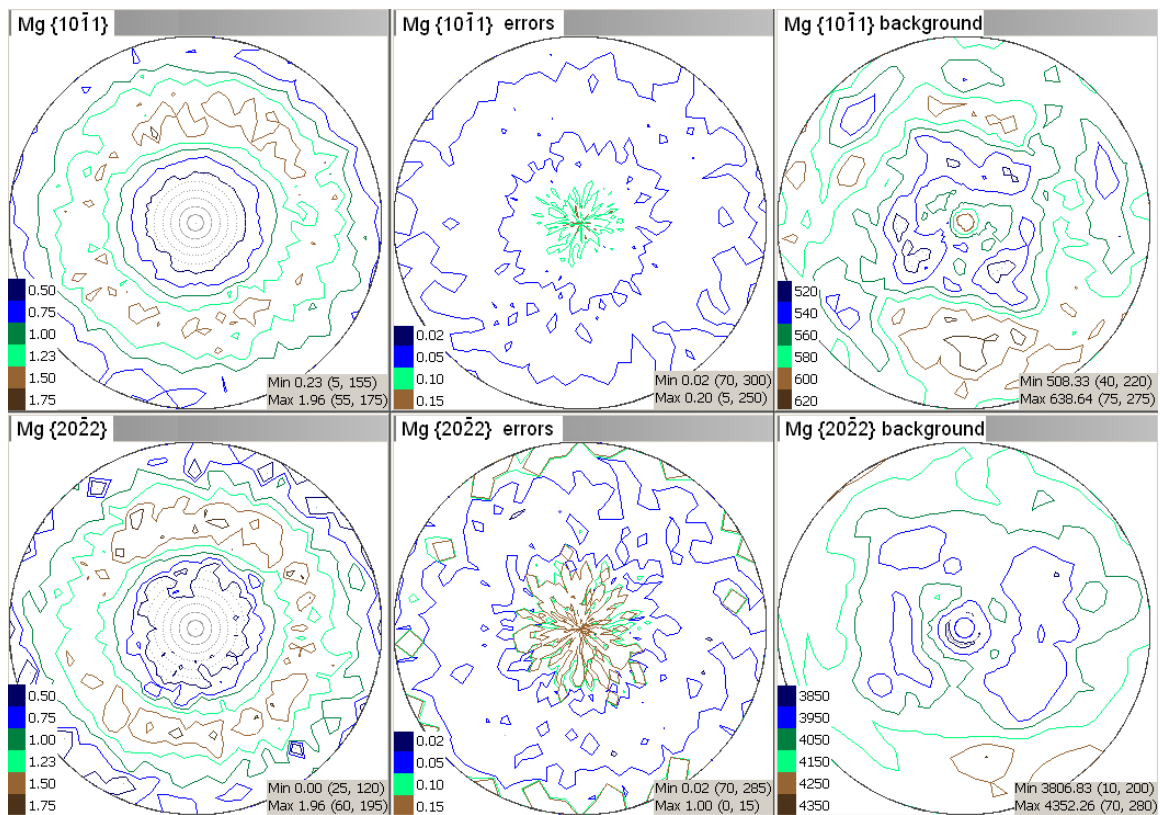 Mg {101̄1}
Mg {101̄1} errors
Mg {101̄1} background
0.50
0.75
1.00
1.23
1.50
1.75
Min 0.23 (5, 155)
Max 1.96 (55, 175)
0.02
0.05
0.10
0.15
Min 0.02 (70, 300)
Max 0.20 (5, 250)
520
540
560
580
600
620
Min 508.33 (40, 220)
Max 638.64 (75, 275)
Mg {202̄2}
Mg {202̄2} errors
Mg {202̄2} background
0.50
0.75
1.00
1.23
1.50
1.75
Min 0.00 (25, 120)
Max 1.96 (60, 195)
0.02
0.05
0.10
0.15
Min 0.02 (70, 285)
Max 1.00 (0, 15)
3850
3950
4050
4150
4250
4350
Min 3806.83 (10, 200)
Max 4352.26 (70, 280)